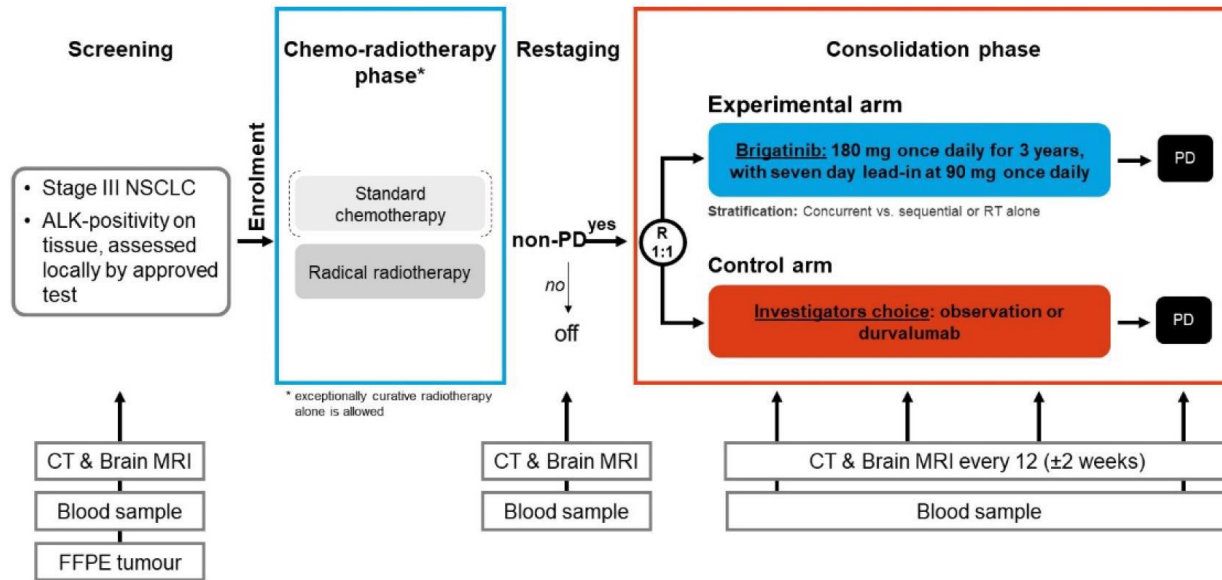 Screening
Enrolment
Chemo-radiotherapy
phase*
Restaging
Consolidation phase
• Stage III NSCLC
• ALK-positivity on
tissue, assessed
locally by approved
test
Standard
chemotherapy
Radical radiotherapy
* exceptionally curative radiotherapy
alone is allowed
non-PD
yes
no
off
R
1:1
Experimental arm
Brigatinib: 180 mg once daily for 3 years,
with seven day lead-in at 90 mg once daily
PD
Stratification: Concurrent vs. sequential or RT alone
Control arm
Investigators choice: observation or
durvalumab
PD
CT & Brain MRI
Blood sample
FFPE tumour
CT & Brain MRI
Blood sample
CT & Brain MRI every 12 (±2 weeks)
Blood sample